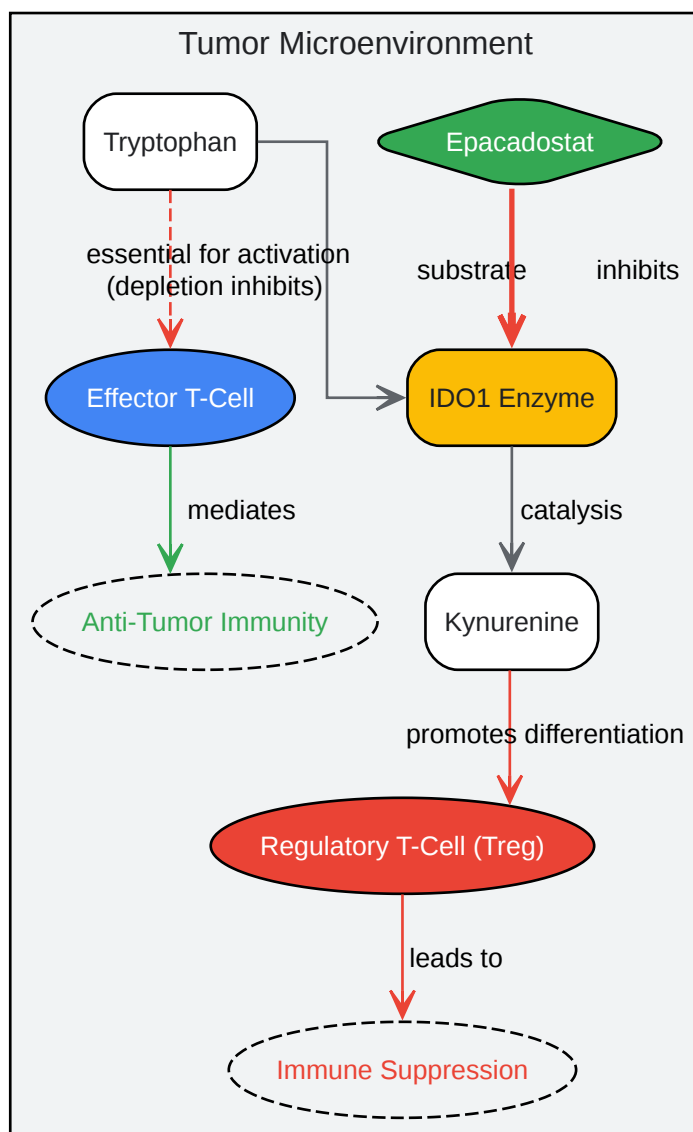 Tumor Microenvironment
Tryptophan
Epacadostat
essential for activation
(depletion inhibits)
substrate
inhibits
Effector T-Cell
IDO1 Enzyme
mediates
catalysis
Anti-Tumor Immunity
Kynurenine
promotes differentiation
Regulatory T-Cell (Treg)
leads to
Immune Suppression